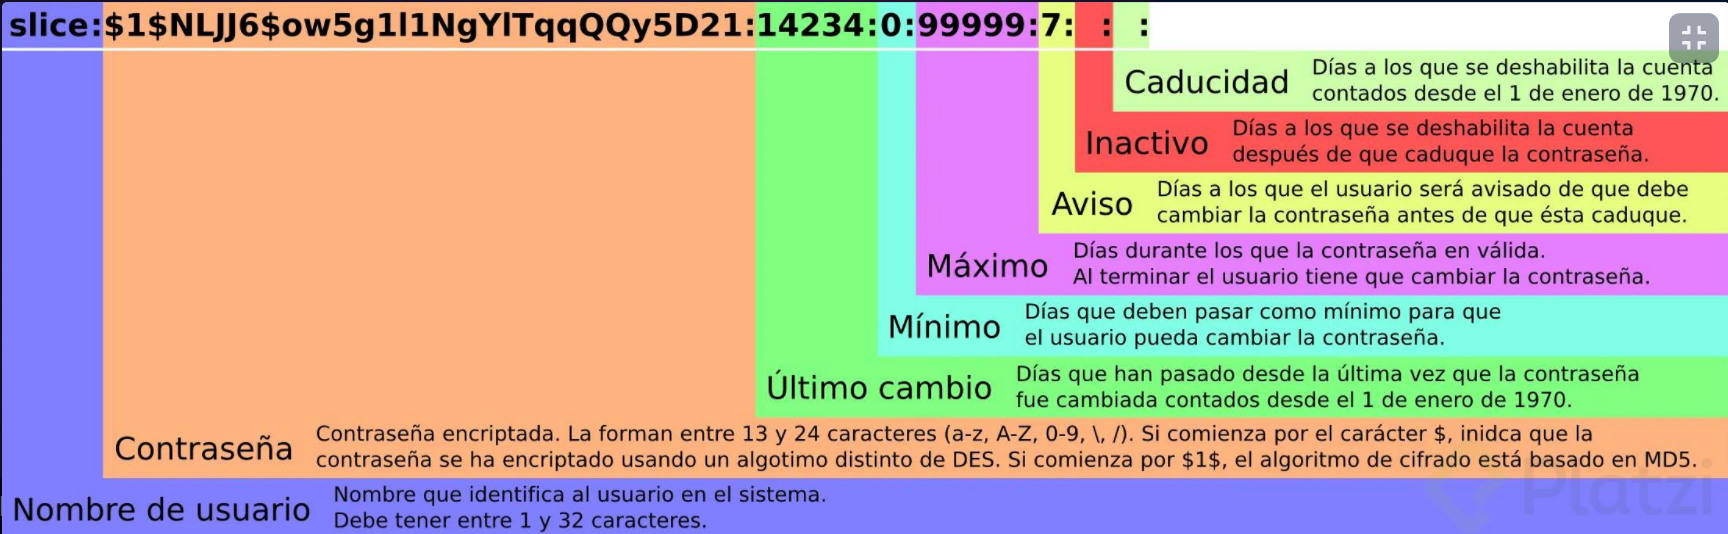 slice:$1$NLJJ6$ow5g1l1NgYlTqqQQy5D21:14234:0:99999:7: : :
Caducidad
Días a los que se deshabilita la cuenta
contados desde el 1 de enero de 1970.
Inactivo
Días a los que se deshabilita la cuenta
después de que caduque la contraseña.
Aviso
Días a los que el usuario será avisado de que debe
cambiar la contraseña antes de que ésta caduque.
Máximo
Días durante los que la contraseña en válida.
Al terminar el usuario tiene que cambiar la contraseña.
Mínimo
Días que deben pasar como mínimo para que
el usuario pueda cambiar la contraseña.
Último cambio
Días que han pasado desde la última vez que la contraseña
fue cambiada contados desde el 1 de enero de 1970.
Contraseña
Contraseña encriptada. La forman entre 13 y 24 caracteres (a-z, A-Z, 0-9, \, /). Si comienza por el carácter $, inidca que la
contraseña se ha encriptado usando un algotimo distinto de DES. Si comienza por $1$, el algoritmo de cifrado está basado en MD5.
Nombre de usuario
Nombre que identifica al usuario en el sistema.
Debe tener entre 1 y 32 caracteres.
Platzi